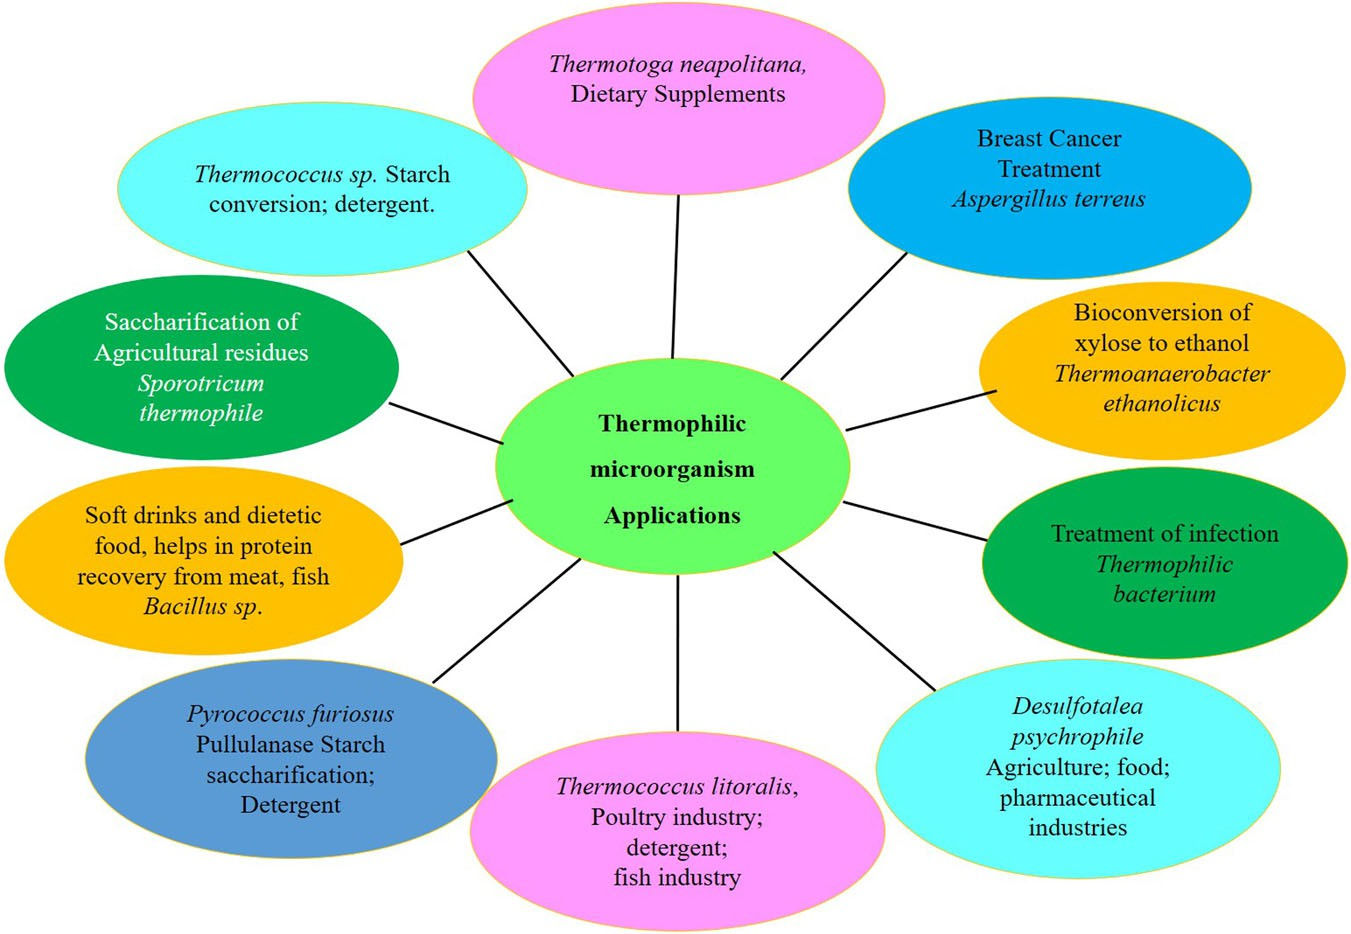 Thermotoga neapolitana,
Dietary Supplements
Breast Cancer
Treatment
Aspergillus terreus
Thermococcus sp. Starch
conversion; detergent.
Bioconversion of
xylose to ethanol
Thermoanaerobacter
ethanolicus
Saccharification of
Agricultural residues
Sporotricum
thermophile
Thermophilic
microorganism
Applications
Soft drinks and dietetic
food, helps in protein
recovery from meat, fish
Bacillus sp.
Treatment of infection
Thermophilic
bacterium
Pyrococcus furiosus
Pullulanase Starch
saccharification;
Detergent
Thermococcus litoralis,
Poultry industry;
detergent;
fish industry
Desulfotalea
psychrophile
Agriculture; food;
pharmaceutical
industries